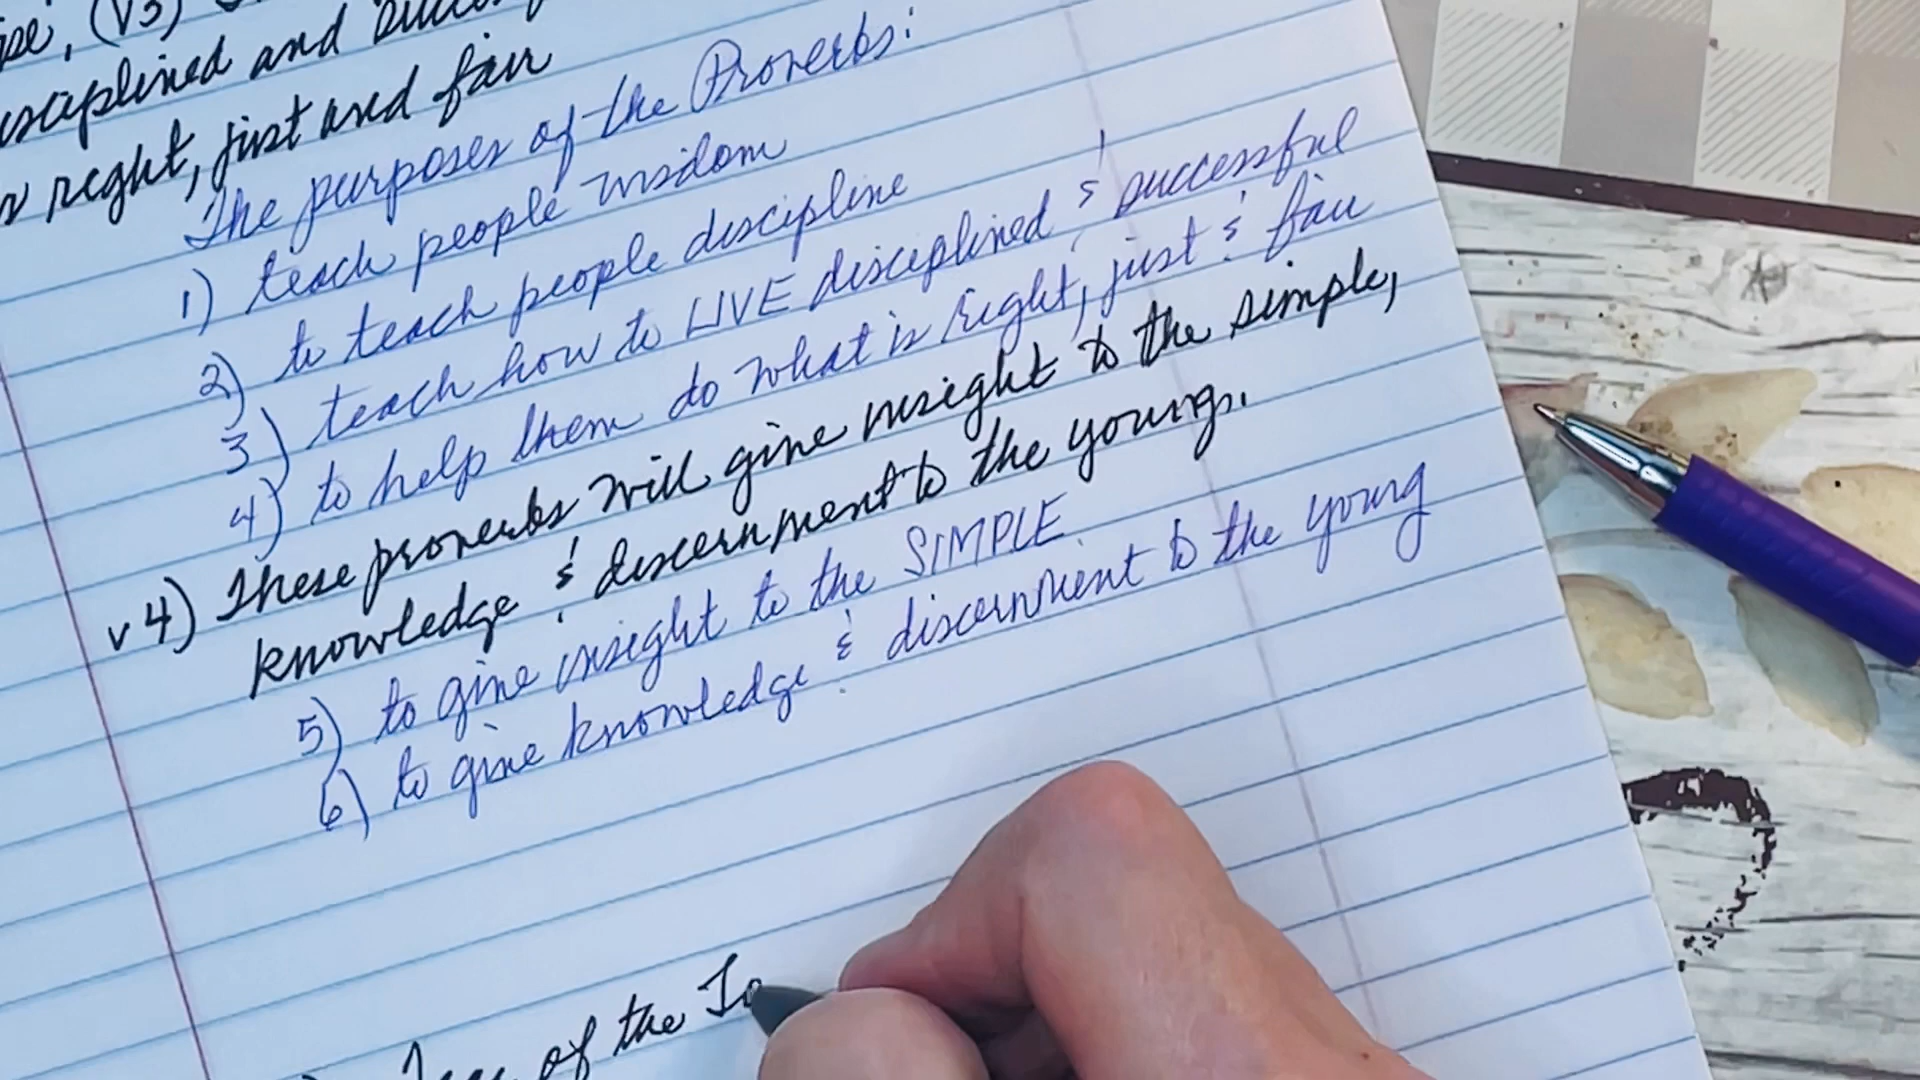 (v3)
disciplined and
right, just and fair
The purposes of the Proverbs:
1) teach people wisdom
2) to teach people discipline
3) teach how to LIVE disciplined & successful
4) to help them do what is right, just & fair
v4) These proverbs will give insight to the simple,
knowledge & discernment to the young.
5) to give insight to the SIMPLE
6) to give knowledge & discernment to the young
of the